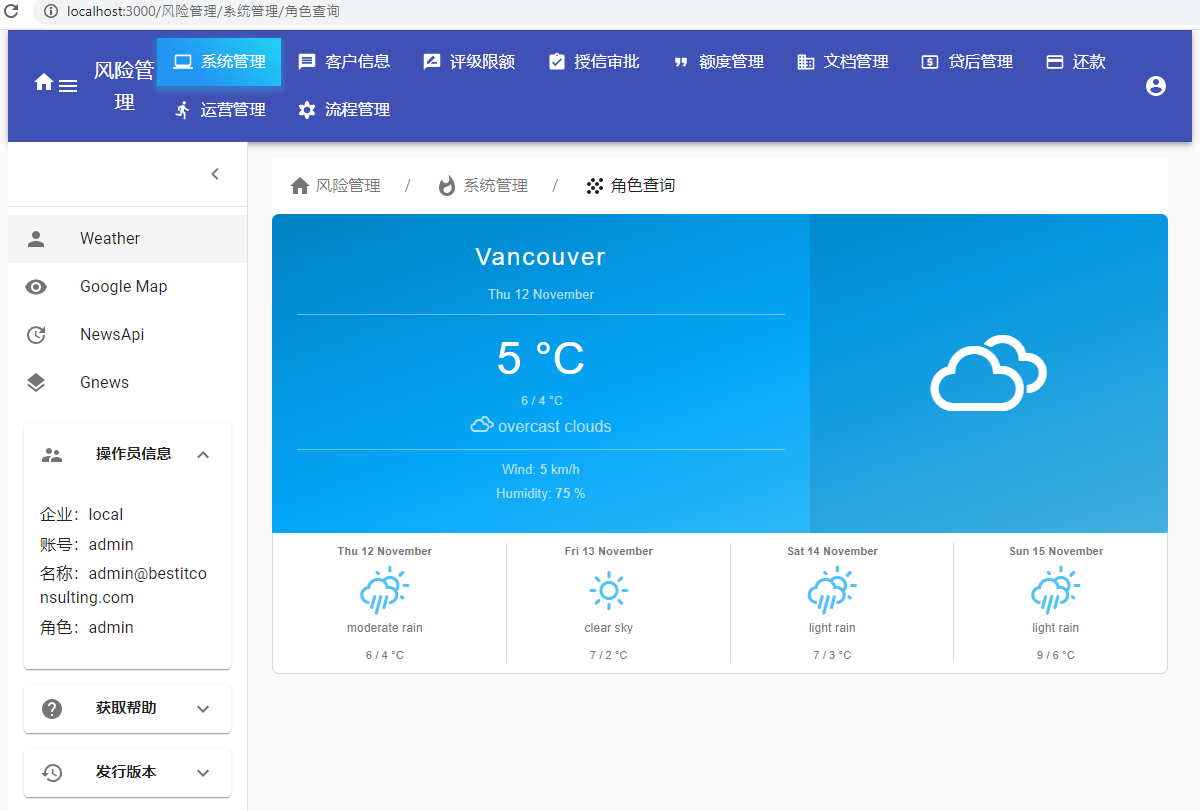 localhost:3000/风险管理/系统管理/角色查询
风险管理
系统管理
客户信息
评级限额
授信审批
额度管理
文档管理
贷后管理
还款
运营管理
流程管理
风险管理 / 系统管理 / 角色查询
Weather
Google Map
NewsApi
Gnews
操作员信息
企业：local
账号：admin
名称：admin@bestitco
nsulting.com
角色：admin
获取帮助
发行版本
Vancouver
Thu 12 November
5 °C
6 / 4 °C
overcast clouds
Wind: 5 km/h
Humidity: 75 %
Thu 12 November
moderate rain
6 / 4 °C
Fri 13 November
clear sky
7 / 2 °C
Sat 14 November
light rain
7 / 3 °C
Sun 15 November
light rain
9 / 6 °C